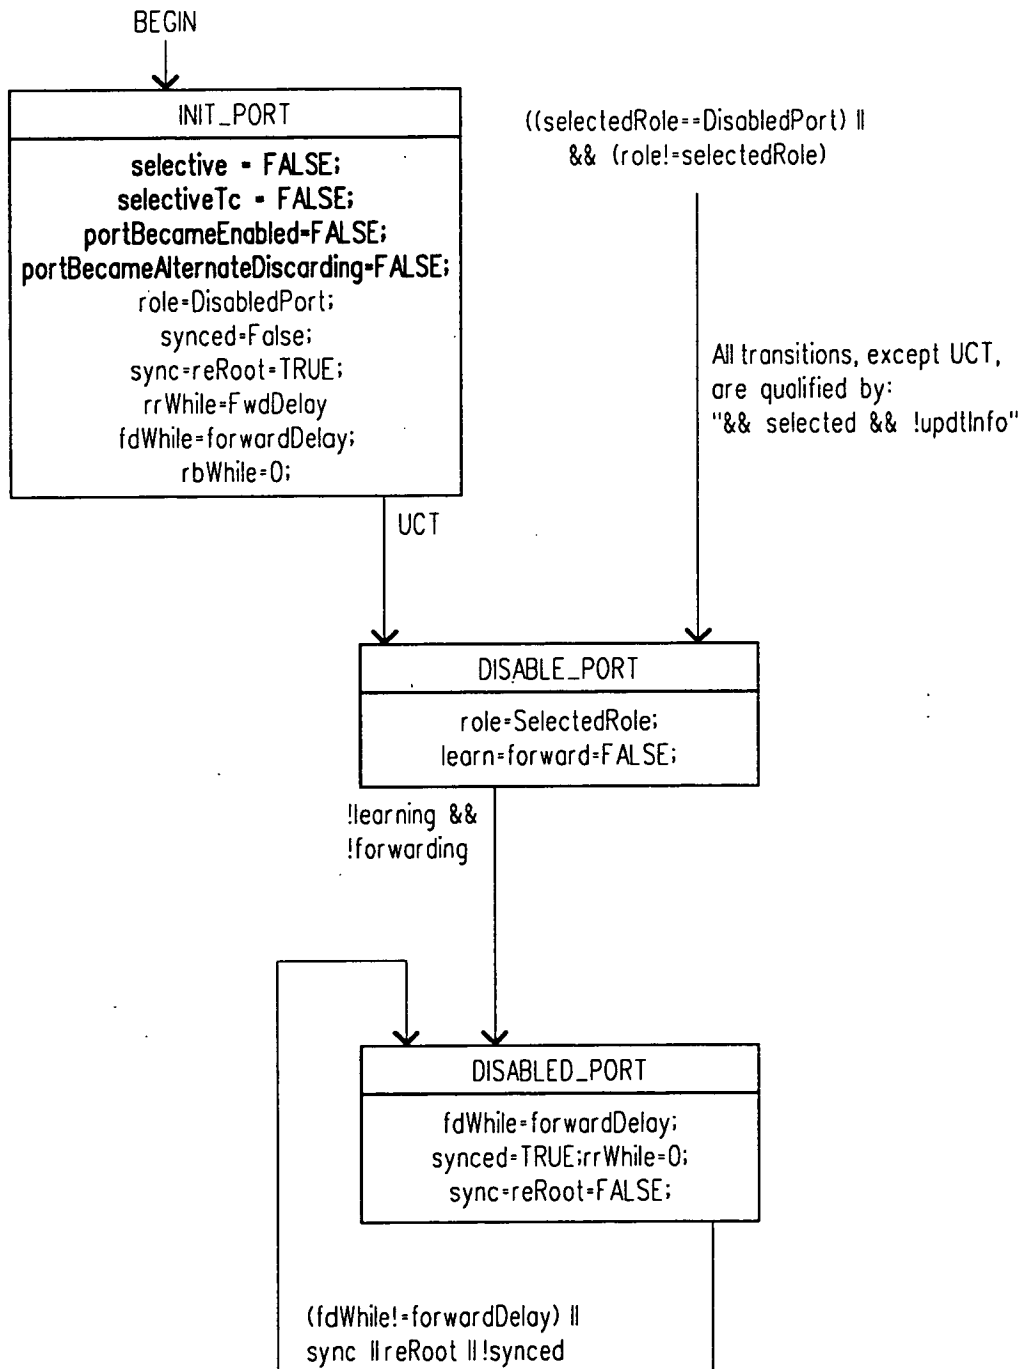 BEGIN
INIT_PORT
selective = FALSE;
selectiveTc = FALSE;
portBecameEnabled=FALSE;
portBecameAlternateDiscarding=FALSE;
role=DisabledPort;
synced=False;
sync=reRoot=TRUE;
rrWhile=FwdDelay
fdWhile=forwardDelay;
rbWhile=0;
((selectedRole==DisabledPort) ||
&& (role!=selectedRole)
All transitions, except UCT,
are qualified by:
"&& selected && !updtInfo"
UCT
DISABLE_PORT
role=SelectedRole;
learn=forward=FALSE;
!learning &&
!forwarding
DISABLED_PORT
fdWhile=forwardDelay;
synced=TRUE;rrWhile=0;
sync=reRoot=FALSE;
(fdWhile!=forwardDelay) ||
sync ||reRoot || !synced